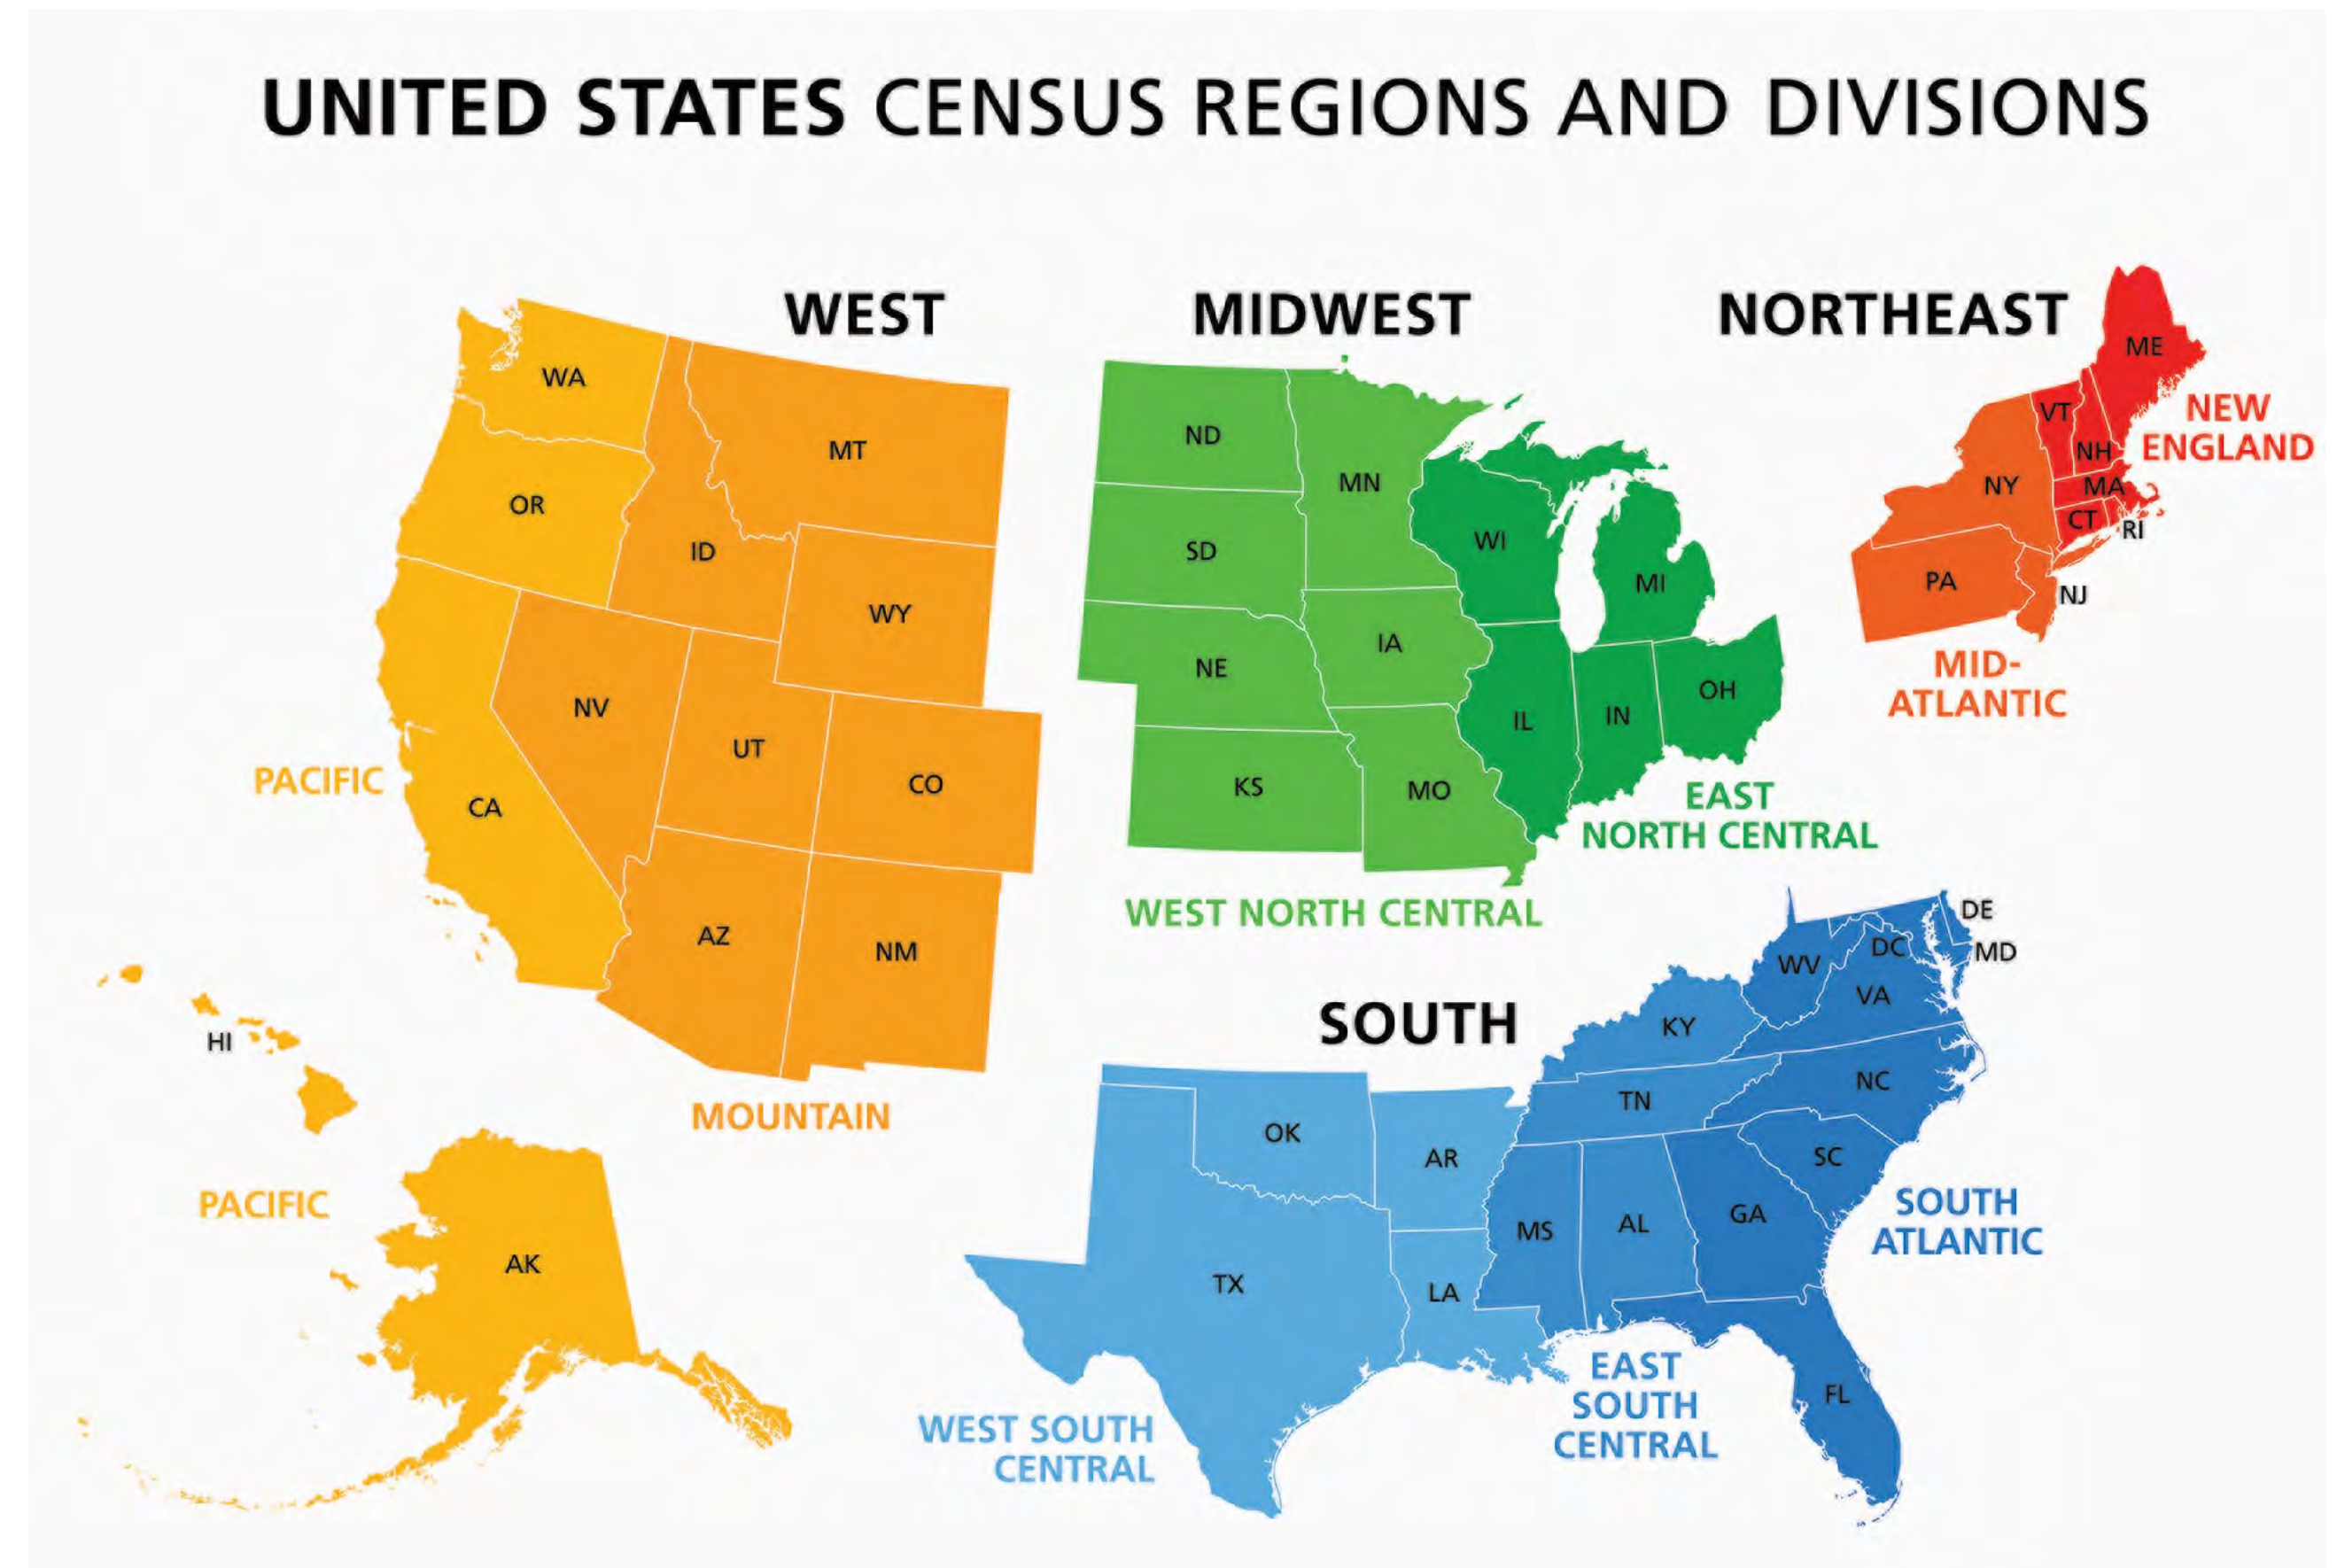 UNITED STATES CENSUS REGIONS AND DIVISIONS
WEST
WA
OR
CA
MT
ID
WY
NV
UT
CO
AZ
NM
HI
AK
PACIFIC
PACIFIC
MOUNTAIN
MIDWEST
ND
SD
NE
KS
MN
IA
MO
WI
MI
IL
IN
OH
WEST NORTH CENTRAL
EAST
NORTH CENTRAL
NORTHEAST
ME
VT
NH
MA
CT
RI
NEW
ENGLAND
NY
PA
NJ
MID-
ATLANTIC
SOUTH
OK
AR
TX
LA
WEST SOUTH
CENTRAL
KY
TN
MS
AL
EAST
SOUTH
CENTRAL
DE
MD
DC
WV
VA
NC
SC
GA
FL
SOUTH
ATLANTIC